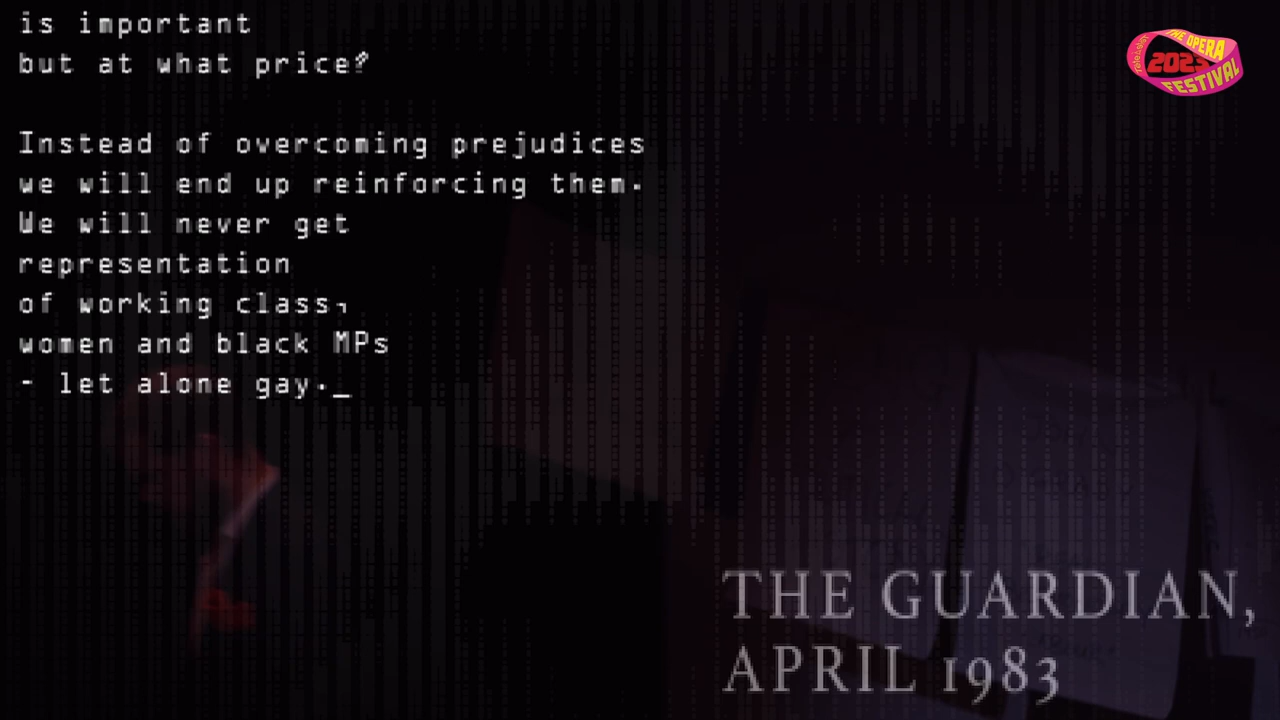 is important
but at what price?
Instead of overcoming prejudices
we will end up reinforcing them.
We will never get
representation
of working class,
women and black MPs
- let alone gay._
THE GUARDIAN,
APRIL 1983
THE OPERA
2023
FESTIVAL